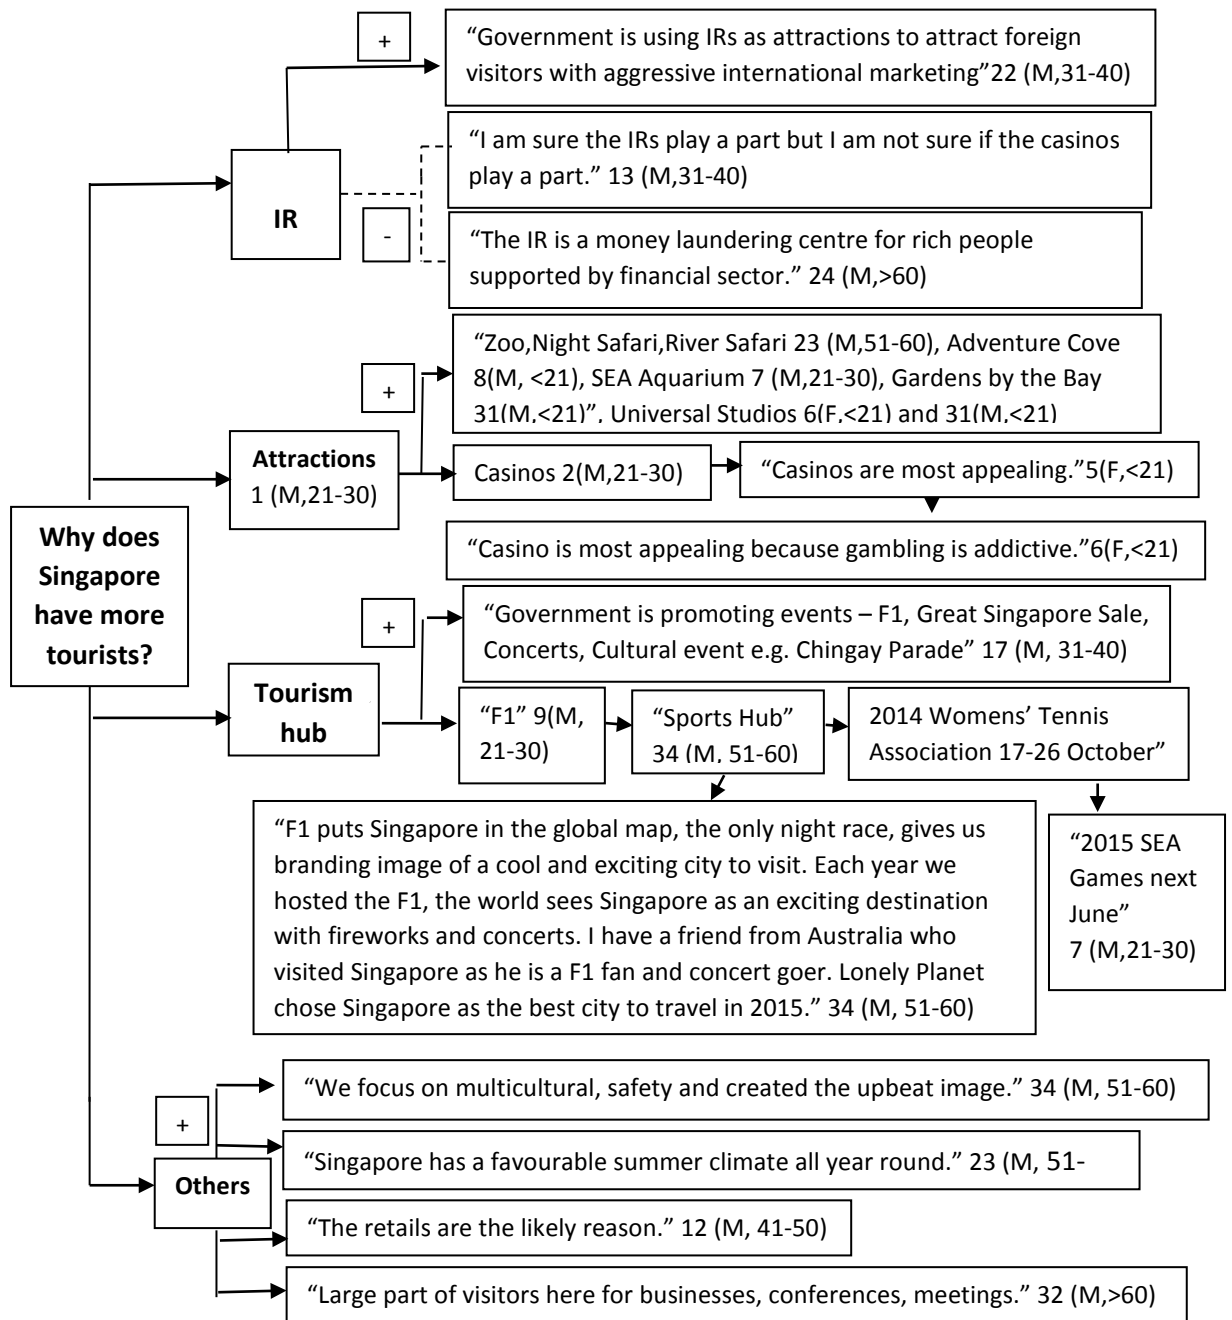 +
“Government is using IRs as attractions to attract foreign
visitors with aggressive international marketing”22 (M,31-40)
“I am sure the IRs play a part but I am not sure if the casinos
play a part.” 13 (M,31-40)
IR
-
“The IR is a money laundering centre for rich people
supported by financial sector.” 24 (M,>60)
+
“Zoo,Night Safari,River Safari 23 (M,51-60), Adventure Cove
8(M, <21), SEA Aquarium 7 (M,21-30), Gardens by the Bay
31(M,<21)”, Universal Studios 6(F,<21) and 31(M,<21)
Attractions
1 (M,21-30)
Casinos 2(M,21-30)
“Casinos are most appealing.”5(F,<21)
“Casino is most appealing because gambling is addictive.”6(F,<21)
Why does
Singapore
have more
tourists?
+
“Government is promoting events – F1, Great Singapore Sale,
Concerts, Cultural event e.g. Chingay Parade” 17 (M, 31-40)
Tourism
hub
“F1” 9(M,
21-30)
“Sports Hub”
34 (M, 51-60)
2014 Womens’ Tennis
Association 17-26 October”
“F1 puts Singapore in the global map, the only night race, gives us
branding image of a cool and exciting city to visit. Each year we
hosted the F1, the world sees Singapore as an exciting destination
with fireworks and concerts. I have a friend from Australia who
visited Singapore as he is a F1 fan and concert goer. Lonely Planet
chose Singapore as the best city to travel in 2015.” 34 (M, 51-60)
“2015 SEA
Games next
June”
7 (M,21-30)
+
Others
“We focus on multicultural, safety and created the upbeat image.” 34 (M, 51-60)
“Singapore has a favourable summer climate all year round.” 23 (M, 51-
“The retails are the likely reason.” 12 (M, 41-50)
“Large part of visitors here for businesses, conferences, meetings.” 32 (M,>60)